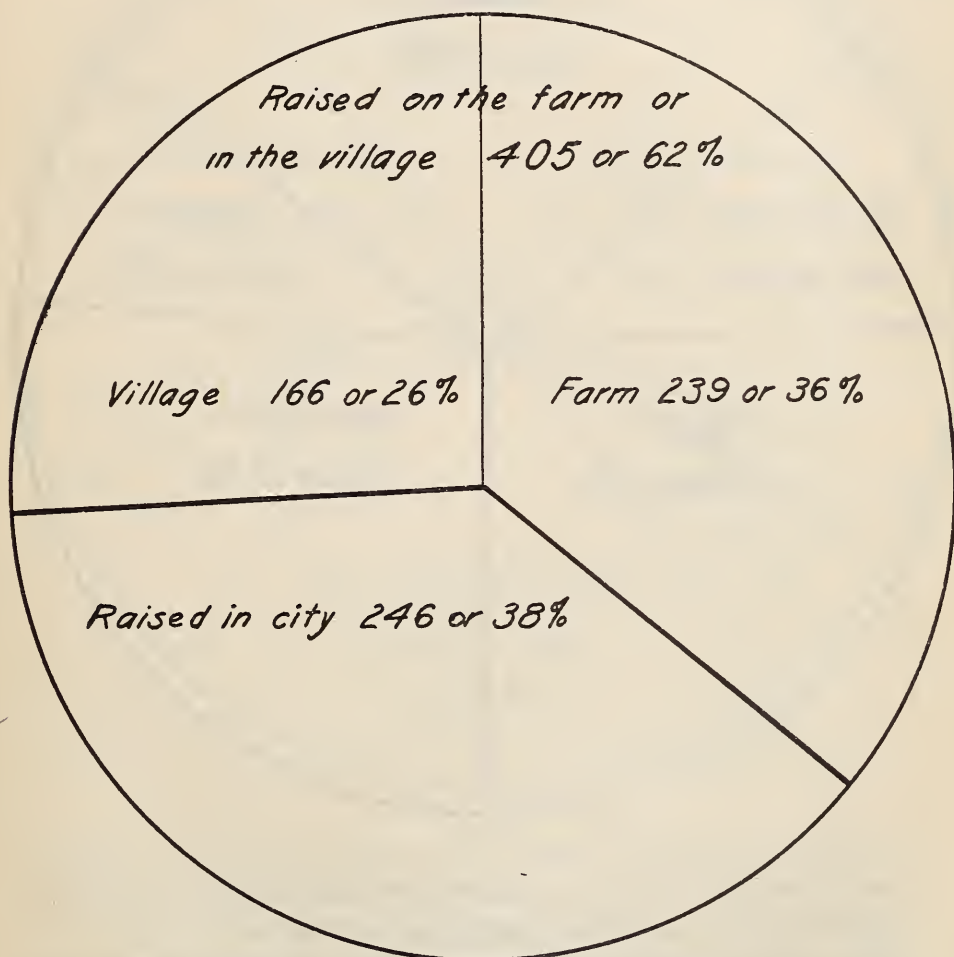 Raised on the farm or
in the village 405 or 62%
Village 166 or 26%
Farm 239 or 36%
Raised in city 246 or 38%